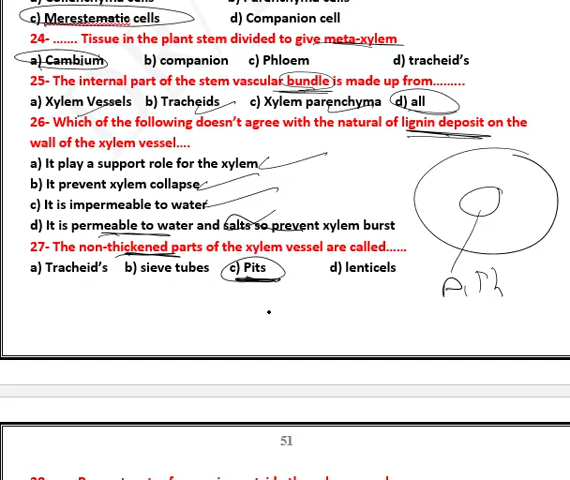 c) Merestematic cells d) Companion cell
24- ....... Tissue in the plant stem divided to give meta-xylem
a) Cambium b) companion c) Phloem d) tracheid's
25- The internal part of the stem vascular bundle is made up from.........
a) Xylem Vessels b) Tracheids c) Xylem parenchyma d) all
26- Which of the following doesn't agree with the natural of lignin deposit on the
wall of the xylem vessel....
a) It play a support role for the xylem
b) It prevent xylem collapse
c) It is impermeable to water
d) It is permeable to water and salts so prevent xylem burst
27- The non-thickened parts of the xylem vessel are called......
a) Tracheid's b) sieve tubes c) Pits d) lenticels
Pith
51